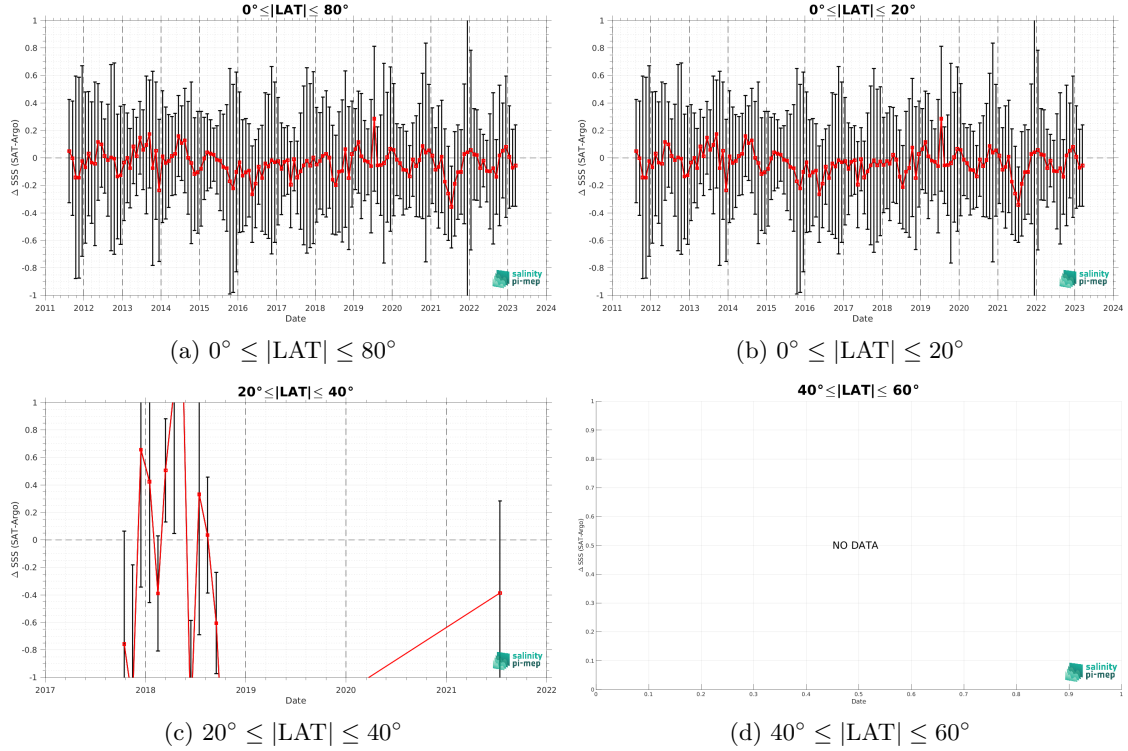 0°≤|LAT|≤ 80°
1
0.8
0.6
0.4
0.2
0
-0.2
-0.4
-0.6
-0.8
-1
Δ SSS (SAT-Argo)
2011 2012 2013 2014 2015 2016 2017 2018 2019 2020 2021 2022 2023 2024
Date
salinity
pi-mep
(a) 0° ≤ |LAT| ≤ 80°
0°≤|LAT|≤ 20°
1
0.8
0.6
0.4
0.2
0
-0.2
-0.4
-0.6
-0.8
-1
Δ SSS (SAT-Argo)
2011 2012 2013 2014 2015 2016 2017 2018 2019 2020 2021 2022 2023 2024
Date
salinity
pi-mep
(b) 0° ≤ |LAT| ≤ 20°
20°≤|LAT|≤ 40°
1
0.8
0.6
0.4
0.2
0
-0.2
-0.4
-0.6
-0.8
-1
Δ SSS (SAT-Argo)
2017 2018 2019 2020 2021 2022
Date
salinity
pi-mep
(c) 20° ≤ |LAT| ≤ 40°
40°≤|LAT|≤ 60°
1
0.9
0.8
0.7
0.6
0.5
0.4
0.3
0.2
0.1
0
Δ SSS (SAT-Argo)
NO DATA
0 0.1 0.2 0.3 0.4 0.5 0.6 0.7 0.8 0.9 1
Date
salinity
pi-mep
(d) 40° ≤ |LAT| ≤ 60°